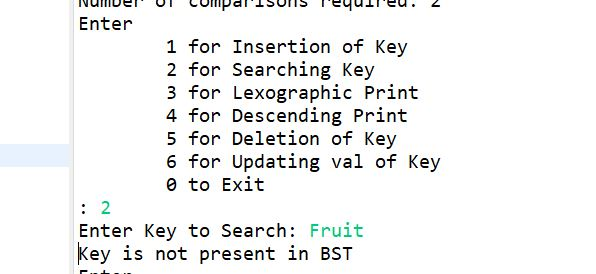 Number of comparisons required: 2
Enter
1 for Insertion of Key
2 for Searching Key
3 for Lexographic Print
4 for Descending Print
5 for Deletion of Key
6 for Updating val of Key
0 to Exit
: 2
Enter Key to Search: Fruit
Key is not present in BST
Enter